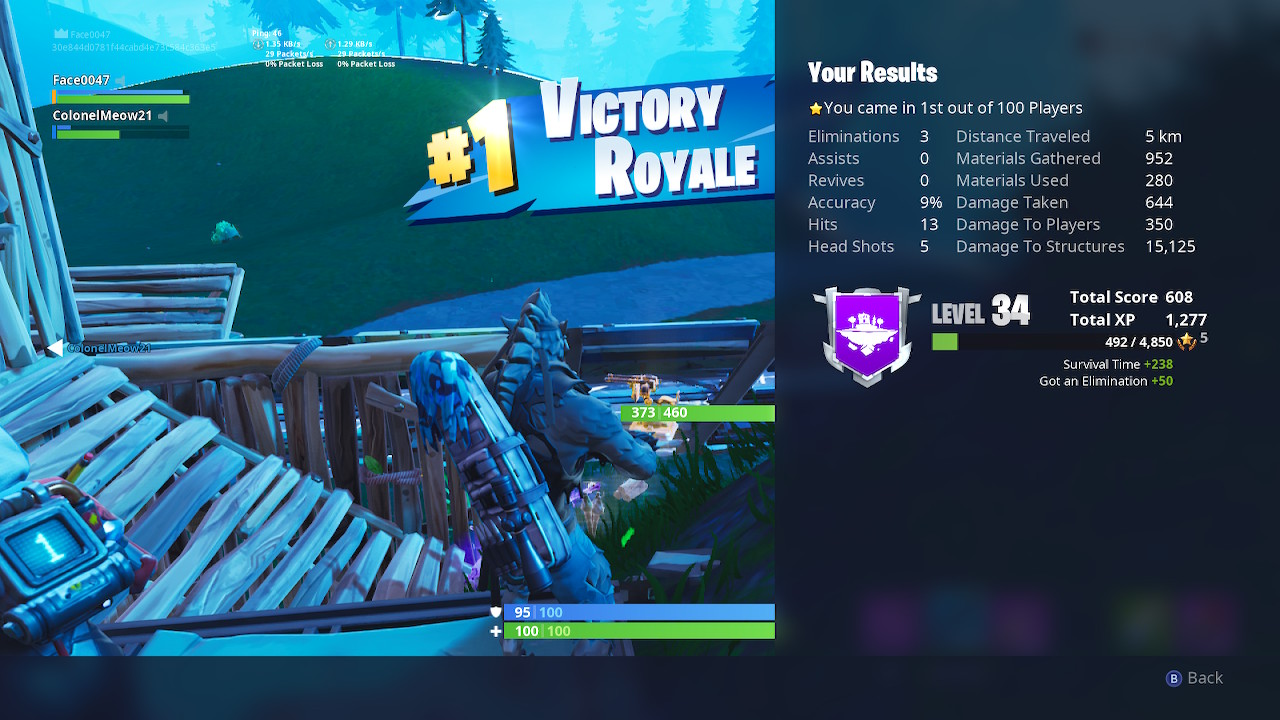 Face0047
Ping: 46
1.35 KB/s 1.29 KB/s
29 Packets/s 29 Packets/s
0% Packet Loss 0% Packet Loss
Face0047
ColonelMeow21
#1 VICTORY ROYALE
ColonelMeow21
1
373 | 460
95 | 100
100 | 100
Your Results
You came in 1st out of 100 Players
Eliminations 3 Distance Traveled 5 km
Assists 0 Materials Gathered 952
Revives 0 Materials Used 280
Accuracy 9% Damage Taken 644
Hits 13 Damage To Players 350
Head Shots 5 Damage To Structures 15,125
LEVEL 34
Total Score 608
Total XP 1,277
492 / 4,850 5
Survival Time +238
Got an Elimination +50
B Back